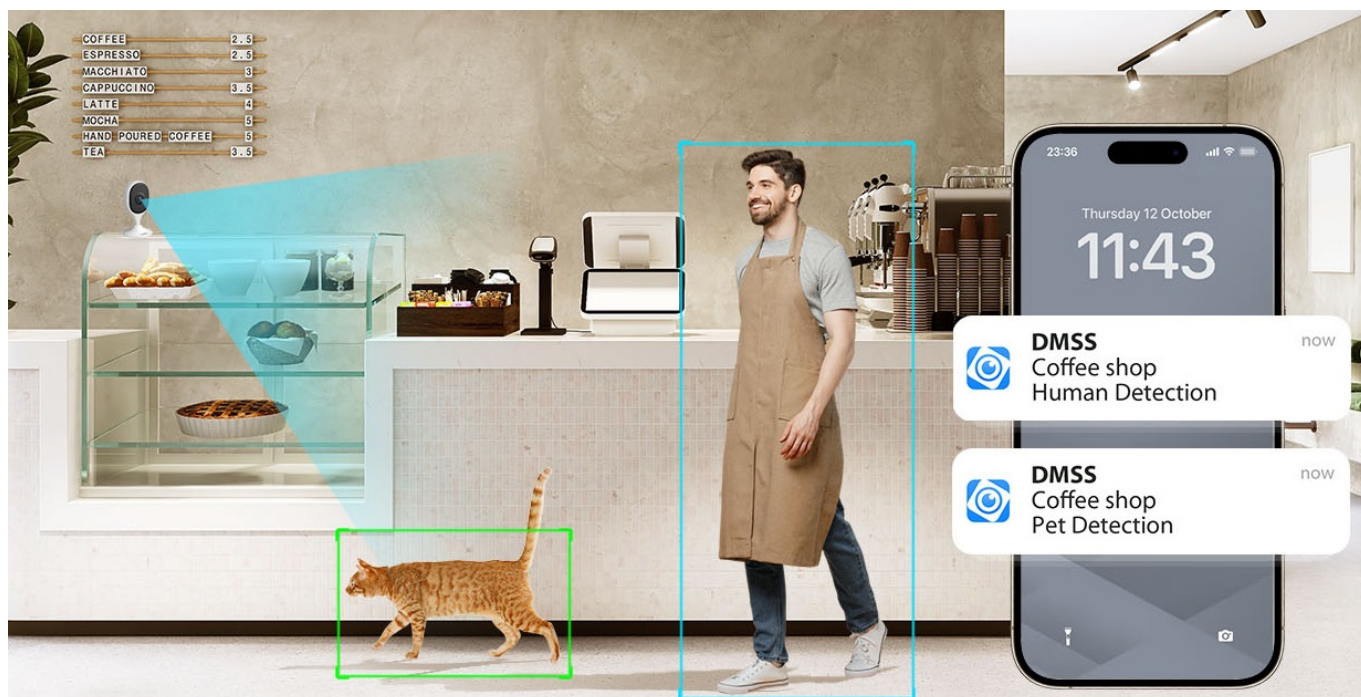 COFFEE 2.5
ESPRESSO 2.5
MACCHIATO 3
CAPPUCCINO 3.5
LATTE 4
MOCHA 5
HAND POURED COFFEE 5
TEA 3.5
23:36
Thursday 12 October
11:43
DMSS now
Coffee shop
Human Detection
DMSS now
Coffee shop
Pet Detection